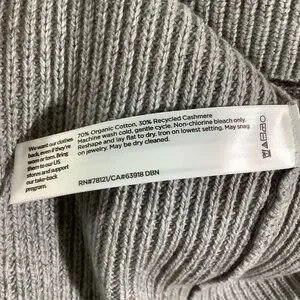 We want our clothes
back, even if they're
worn or torn. Bring
them to our US
stores and support
our take-back
program.
70% Organic Cotton, 30% Recycled Cashmere
Machine wash cold, gentle cycle. Non-chlorine bleach only.
Reshape and lay flat to dry. Iron on lowest setting. May snag
on jewelry. May be dry cleaned.
RN#78121/CA#63918 DBN